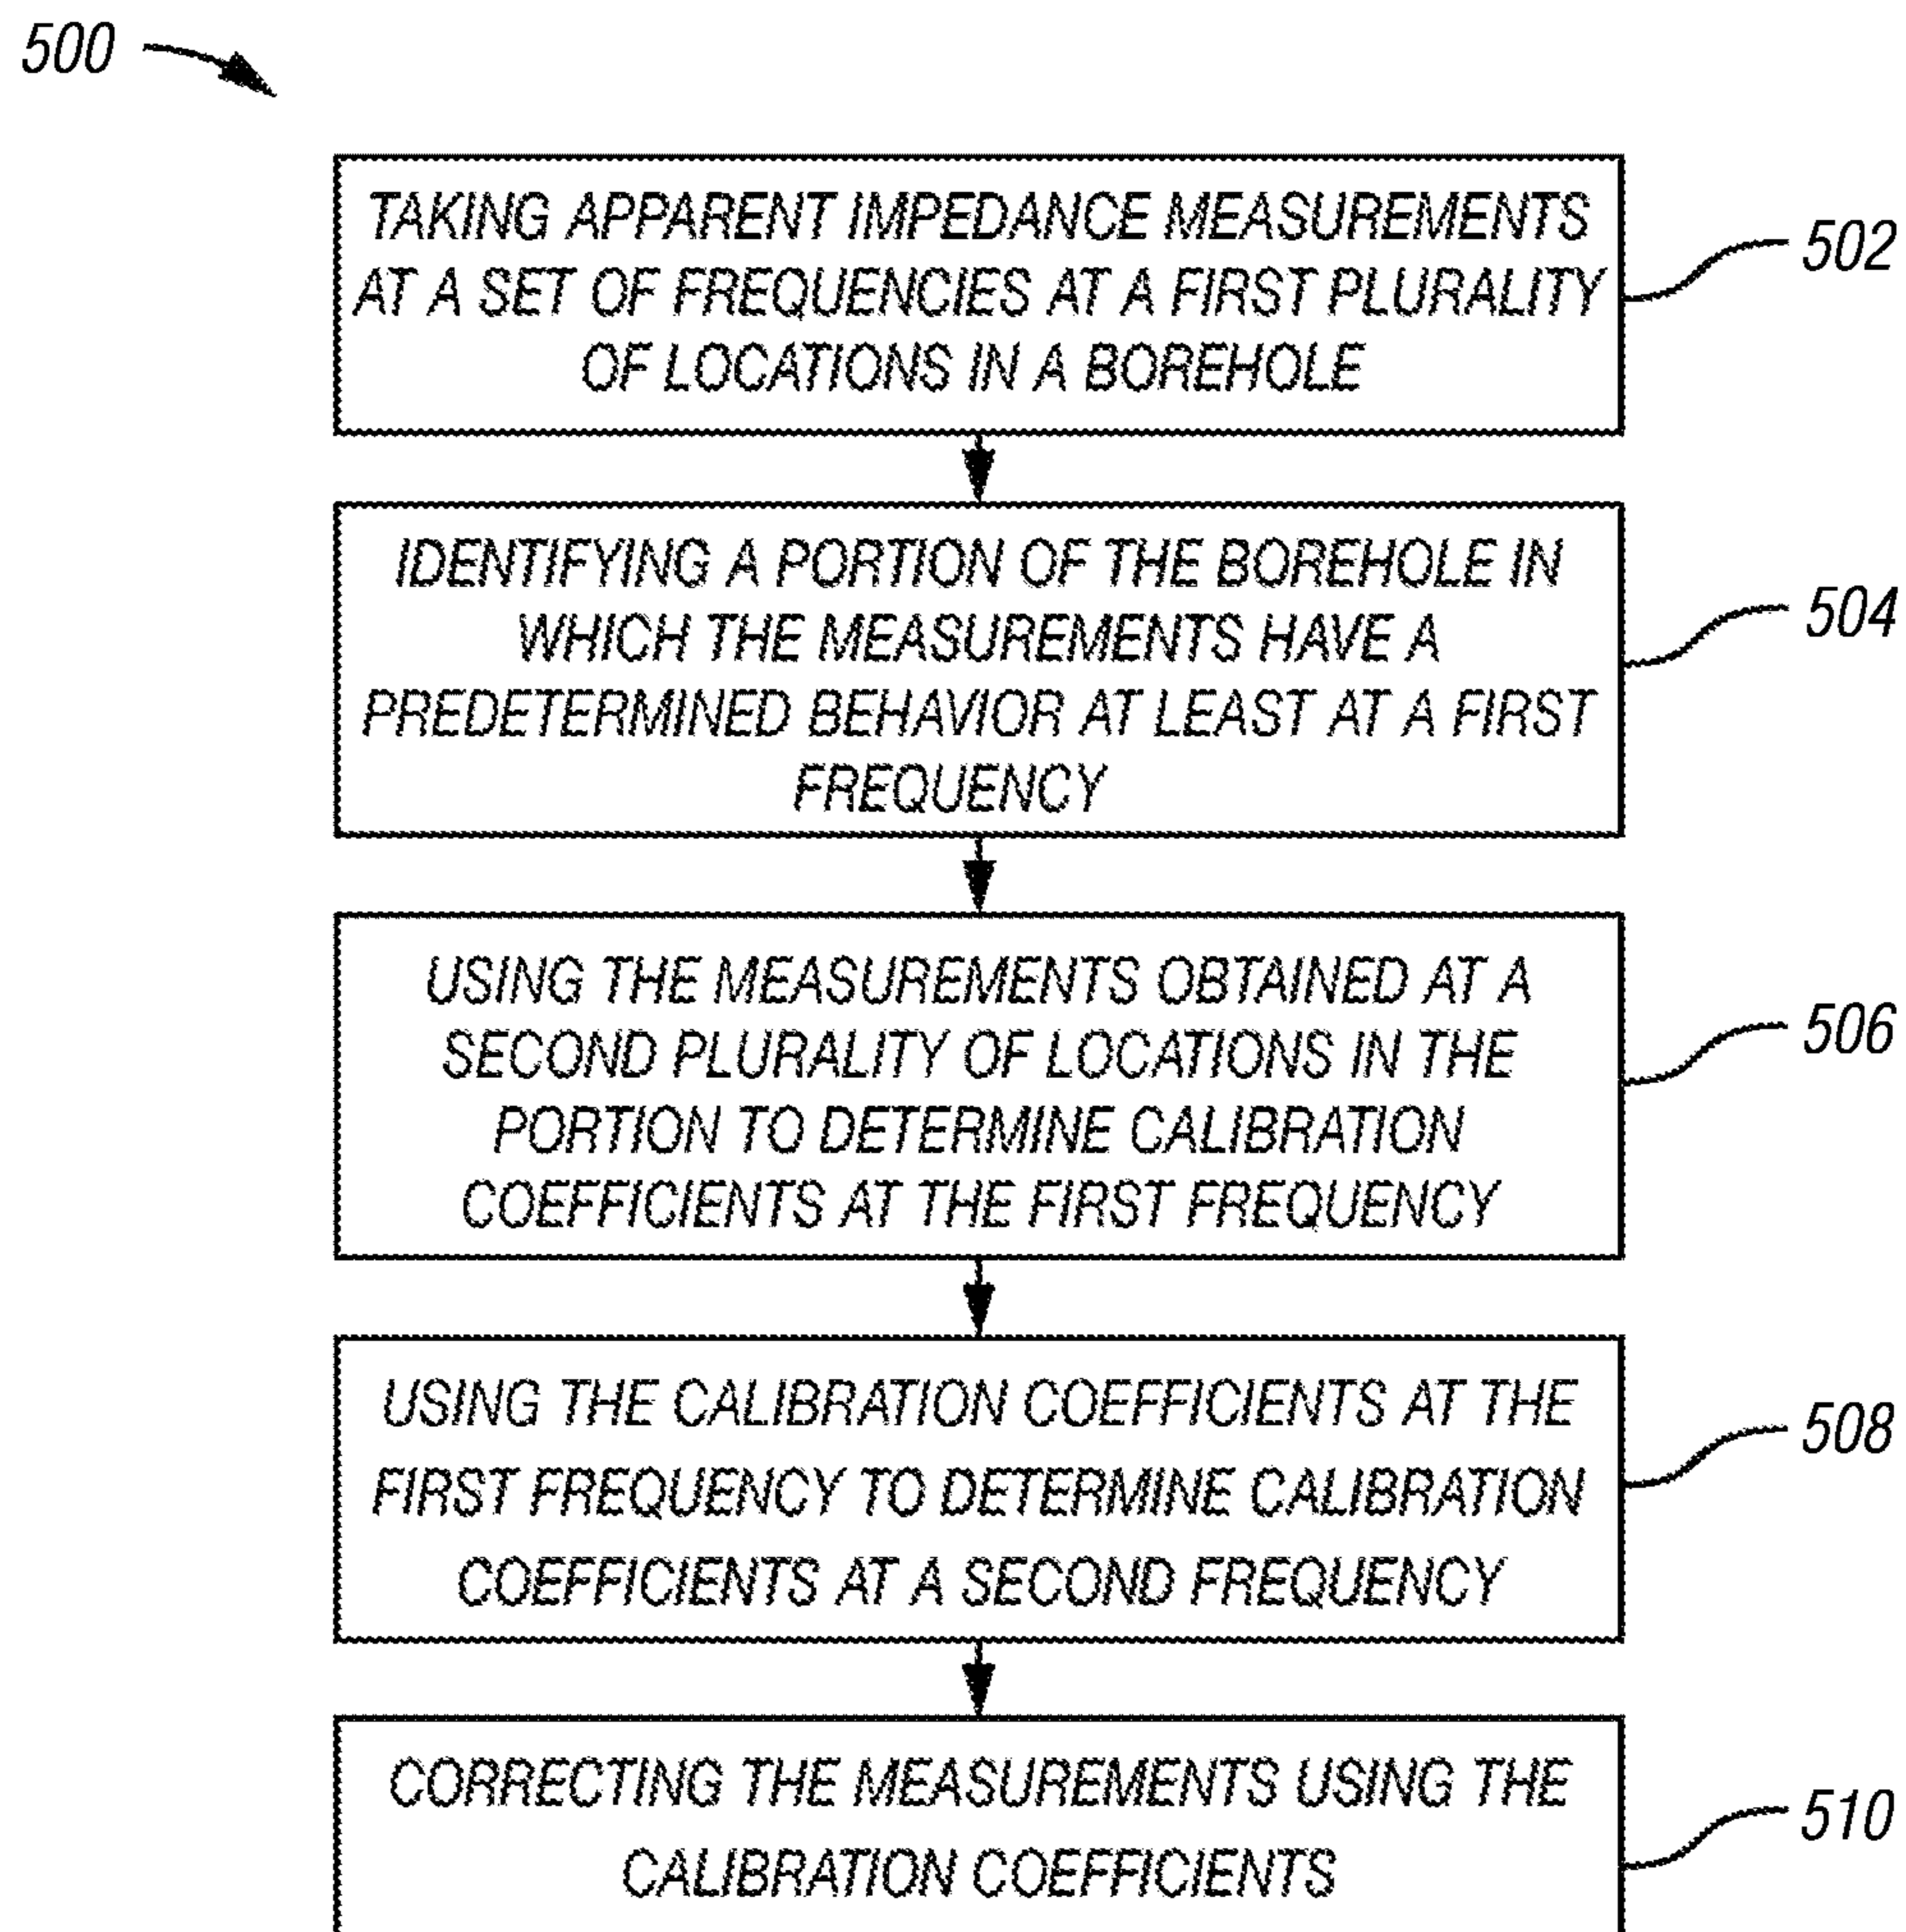 500
TAKING APPARENT IMPEDANCE MEASUREMENTS
AT A SET OF FREQUENCIES AT A FIRST PLURALITY
OF LOCATIONS IN A BOREHOLE
502
IDENTIFYING A PORTION OF THE BOREHOLE IN
WHICH THE MEASUREMENTS HAVE A
PREDETERMINED BEHAVIOR AT LEAST AT A FIRST
FREQUENCY
504
USING THE MEASUREMENTS OBTAINED AT A
SECOND PLURALITY OF LOCATIONS IN THE
PORTION TO DETERMINE CALIBRATION
COEFFICIENTS AT THE FIRST FREQUENCY
506
USING THE CALIBRATION COEFFICIENTS AT THE
FIRST FREQUENCY TO DETERMINE CALIBRATION
COEFFICIENTS AT A SECOND FREQUENCY
508
CORRECTING THE MEASUREMENTS USING THE
CALIBRATION COEFFICIENTS
510